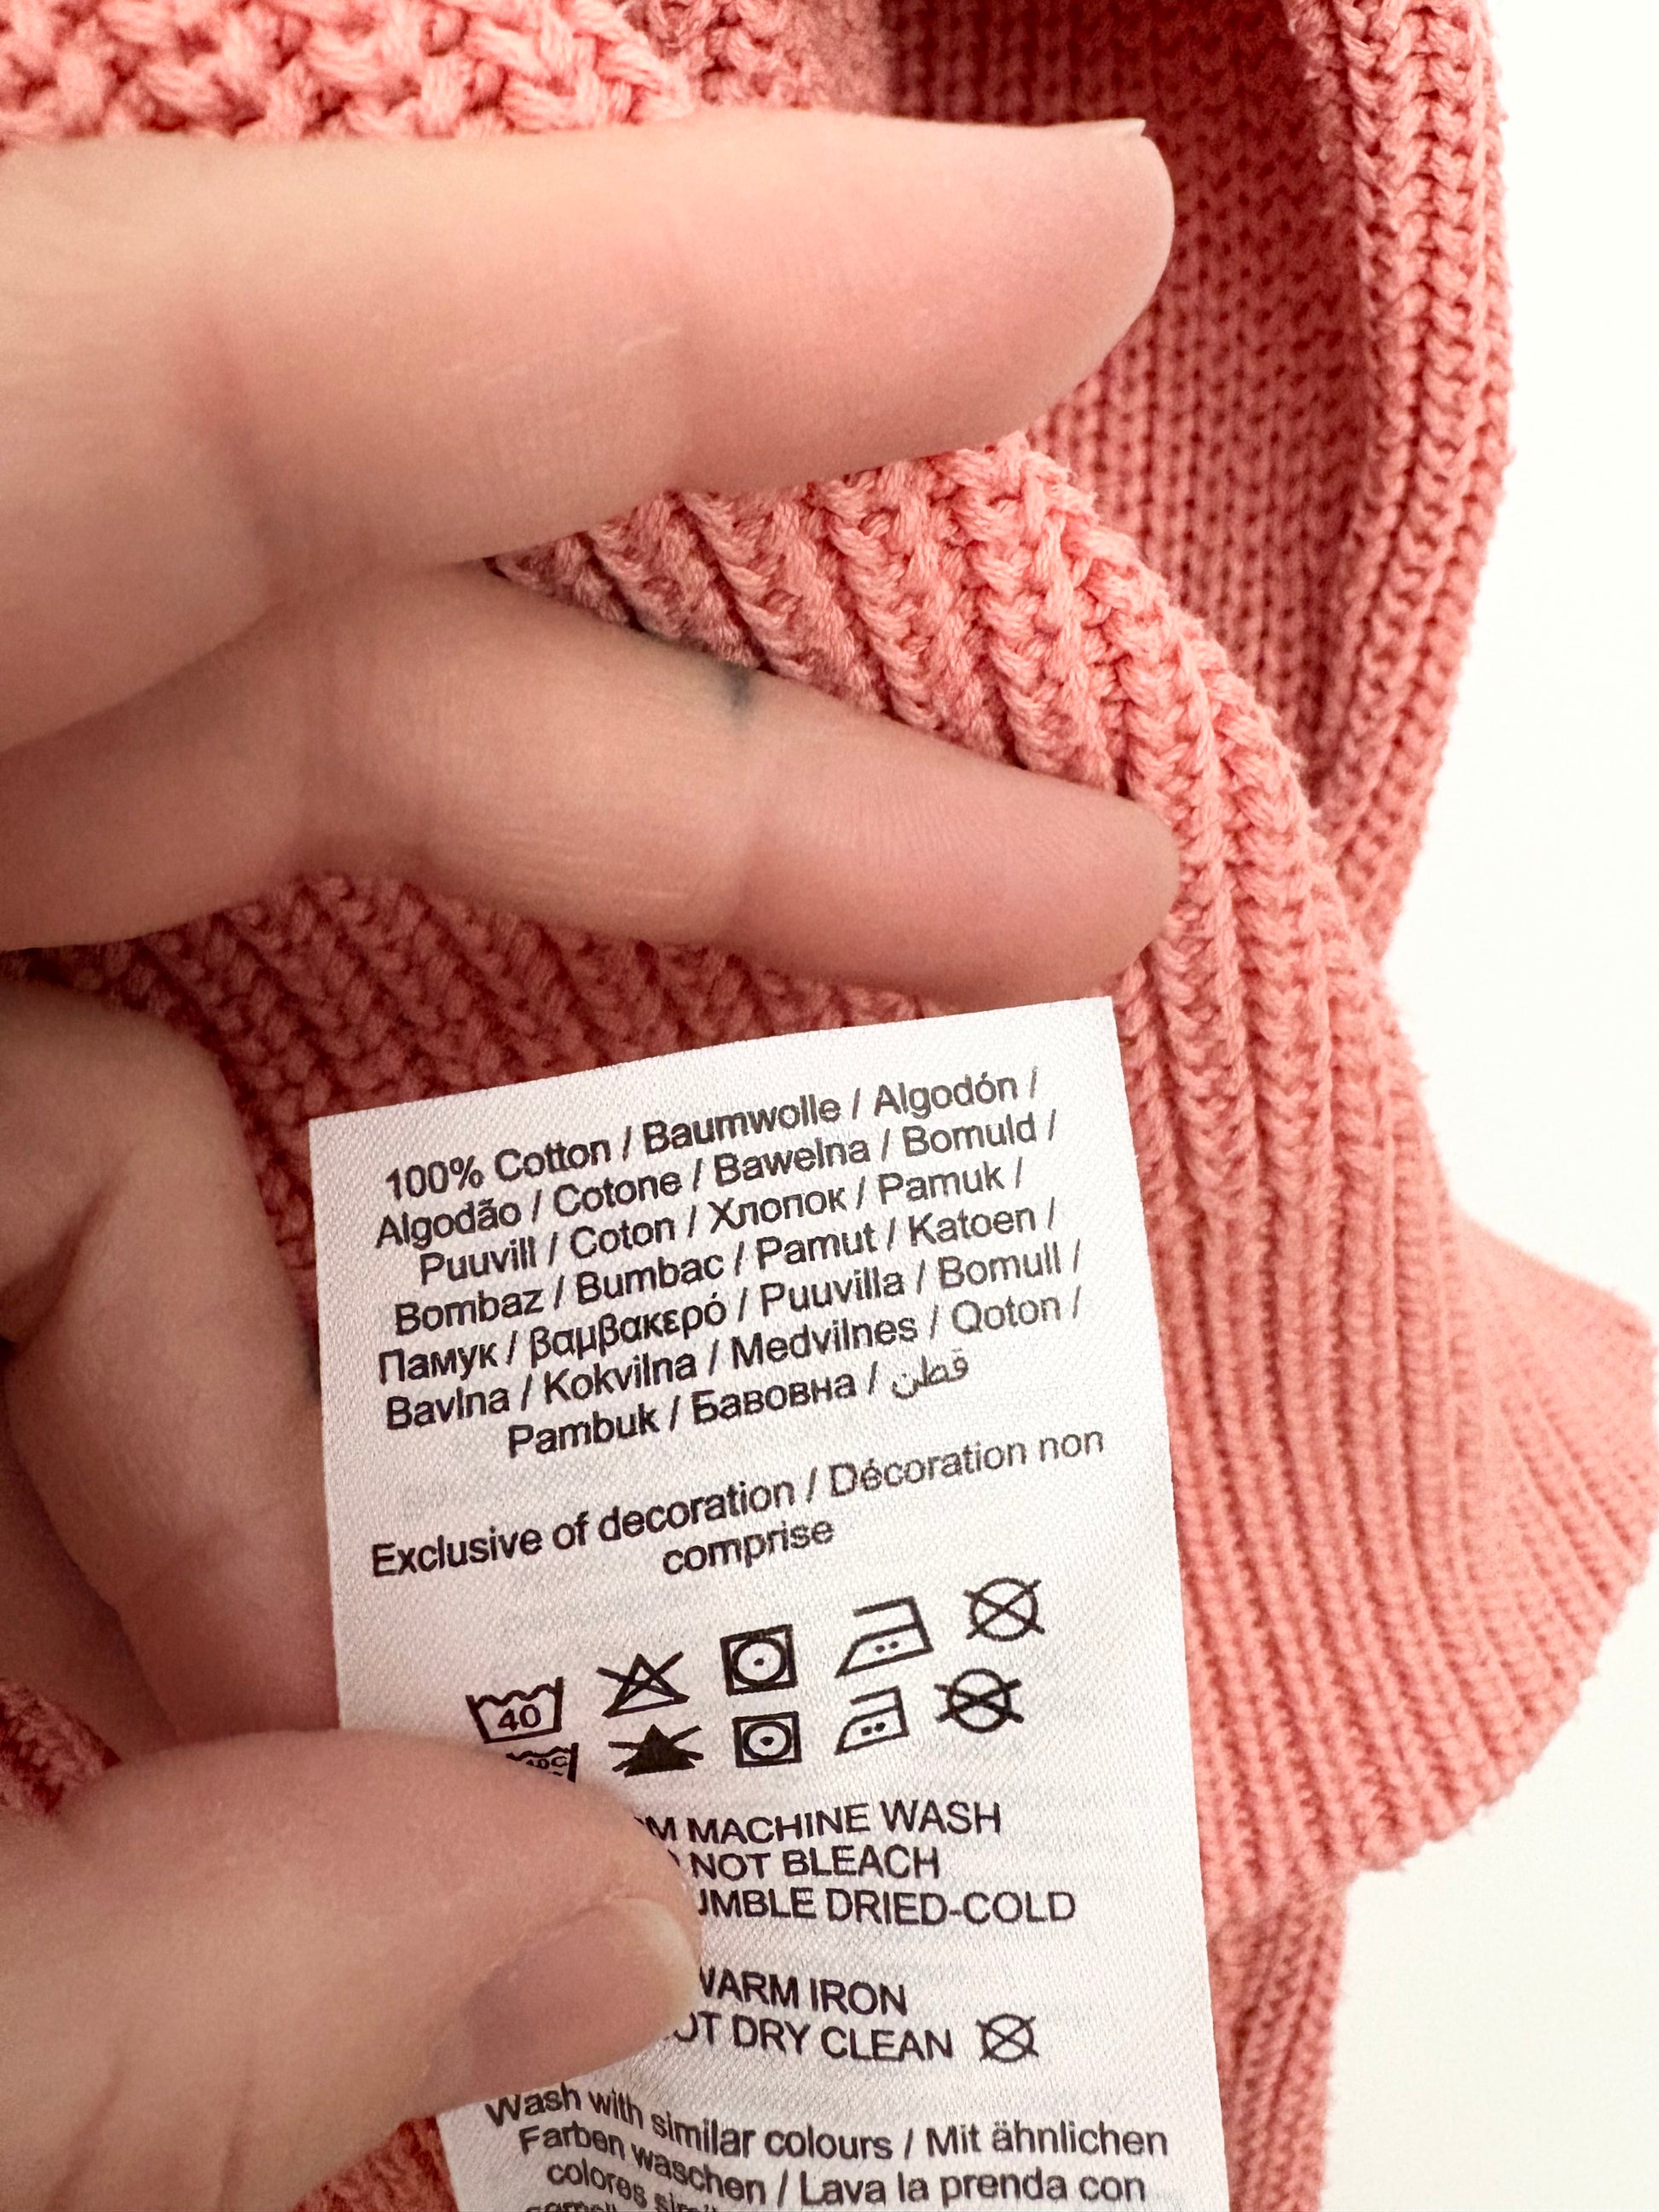 100% Cotton / Baumwolle / Algodón /
Algodão / Cotone / Bawelna / Bomuld /
Puuvill / Coton / Хлопок / Pamuk /
Bombaz / Bumbac / Pamut / Katoen /
Памук / βαμβακερό / Puuvilla / Bomull /
Bavlna / Kokvilna / Medvilnes / Qoton /
Pambuk / Бавовна / قطن
Exclusive of decoration / Décoration non
comprise
40
MACHINE WASH
NOT BLEACH
DRIED-COLD
WARM IRON
DRY CLEAN
Wash with similar colours / Mit ähnlichen
Farben waschen / Lava la prenda con
colores